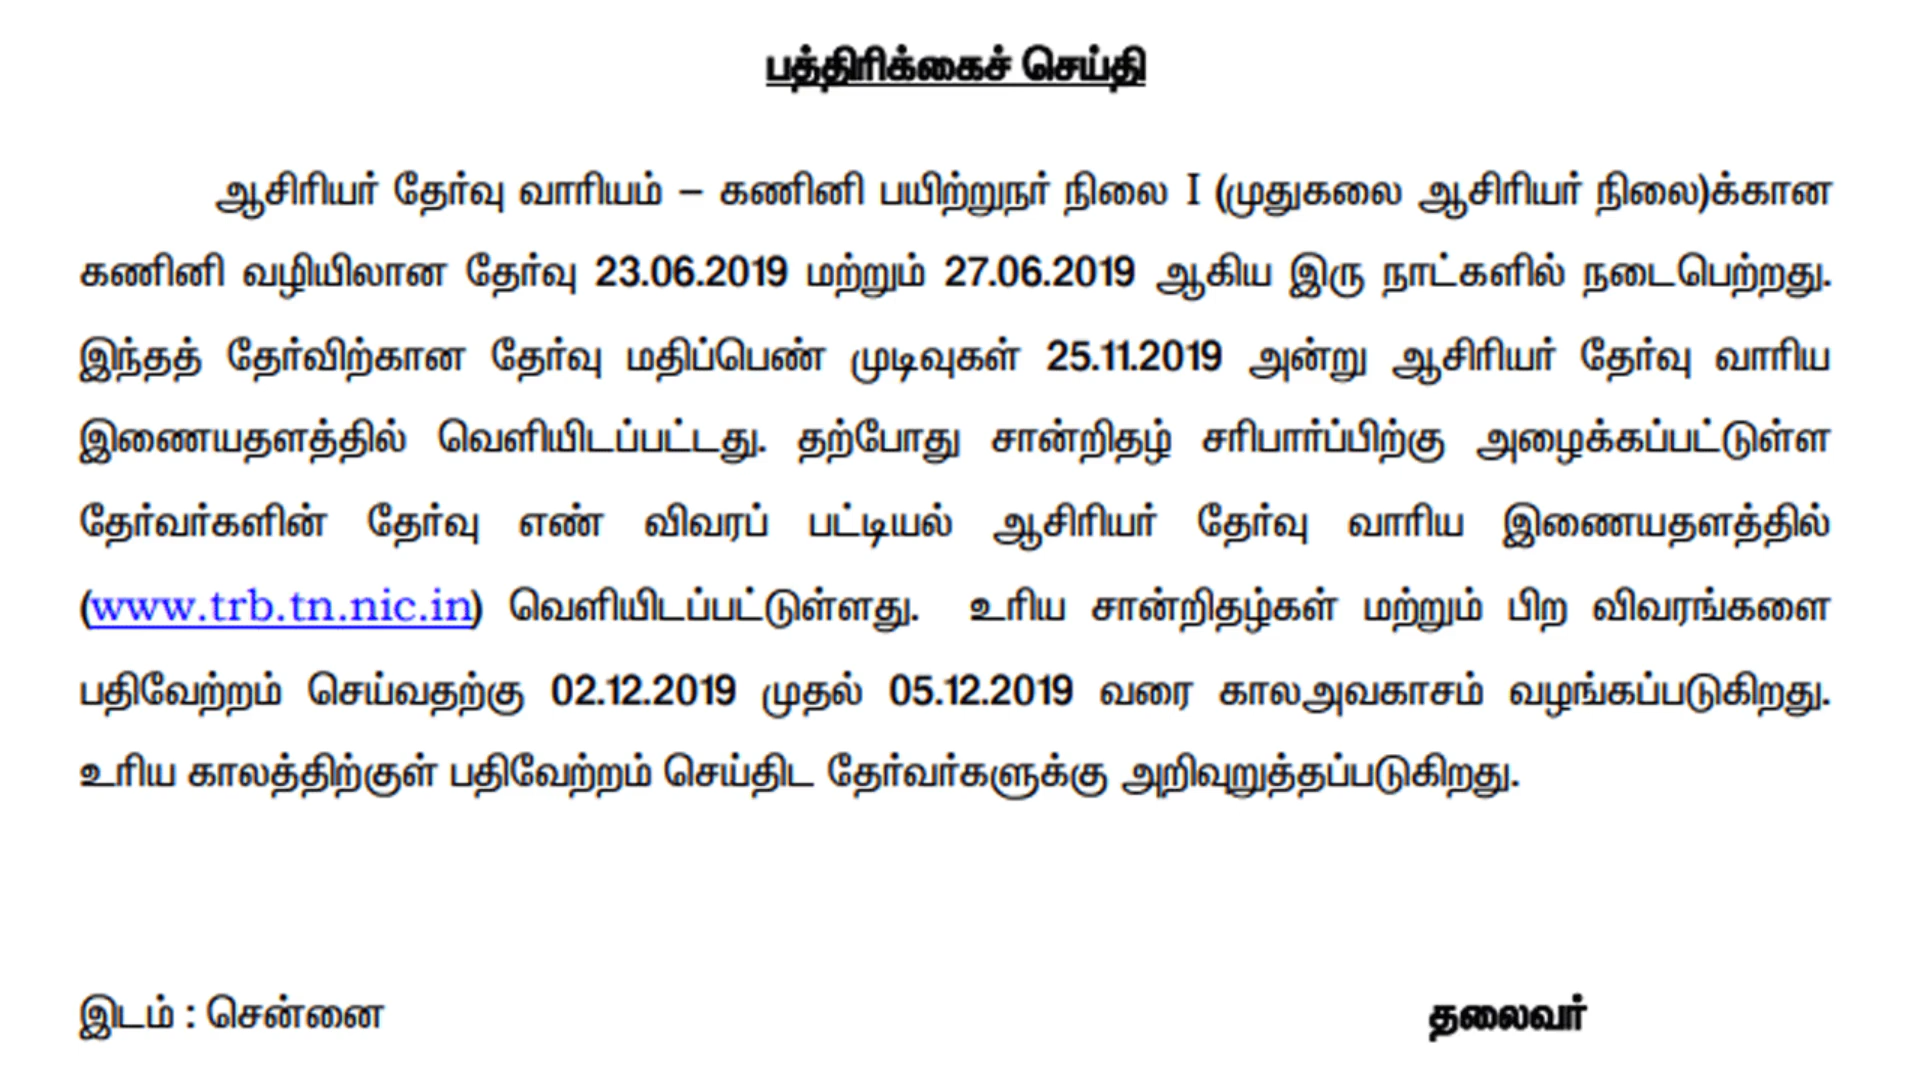 பத்திரிக்கைச் செய்தி
ஆசிரியர் தேர்வு வாரியம் – கணினி பயிற்றுநர் நிலை I (முதுகலை ஆசிரியர் நிலை)க்கான
கணினி வழியிலான தேர்வு 23.06.2019 மற்றும் 27.06.2019 ஆகிய இரு நாட்களில் நடைபெற்றது.
இந்தத் தேர்விற்கான தேர்வு மதிப்பெண் முடிவுகள் 25.11.2019 அன்று ஆசிரியர் தேர்வு வாரிய
இணையதளத்தில் வெளியிடப்பட்டது. தற்போது சான்றிதழ் சரிபார்ப்பிற்கு அழைக்கப்பட்டுள்ள
தேர்வர்களின் தேர்வு எண் விவரப் பட்டியல் ஆசிரியர் தேர்வு வாரிய இணையதளத்தில்
(www.trb.tn.nic.in) வெளியிடப்பட்டுள்ளது. உரிய சான்றிதழ்கள் மற்றும் பிற விவரங்களை
பதிவேற்றம் செய்வதற்கு 02.12.2019 முதல் 05.12.2019 வரை காலஅவகாசம் வழங்கப்படுகிறது.
உரிய காலத்திற்குள் பதிவேற்றம் செய்திட தேர்வர்களுக்கு அறிவுறுத்தப்படுகிறது.
இடம் : சென்னை தலைவர்